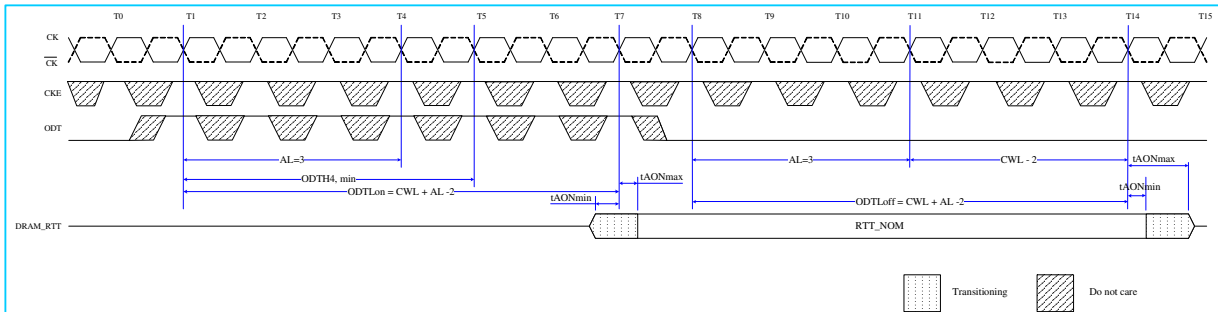 T0 T1 T2 T3 T4 T5 T6 T7 T8 T9 T10 T11 T12 T13 T14 T15
CK
CK
CKE
ODT
AL=3 AL=3 CWL - 2
tAONmax
ODTH4, min
tAONmax
ODTLon = CWL + AL -2
tAONmin
tAONmin
ODTLoff = CWL + AL -2
DRAM_RTT RTT_NOM
Transitioning Do not care